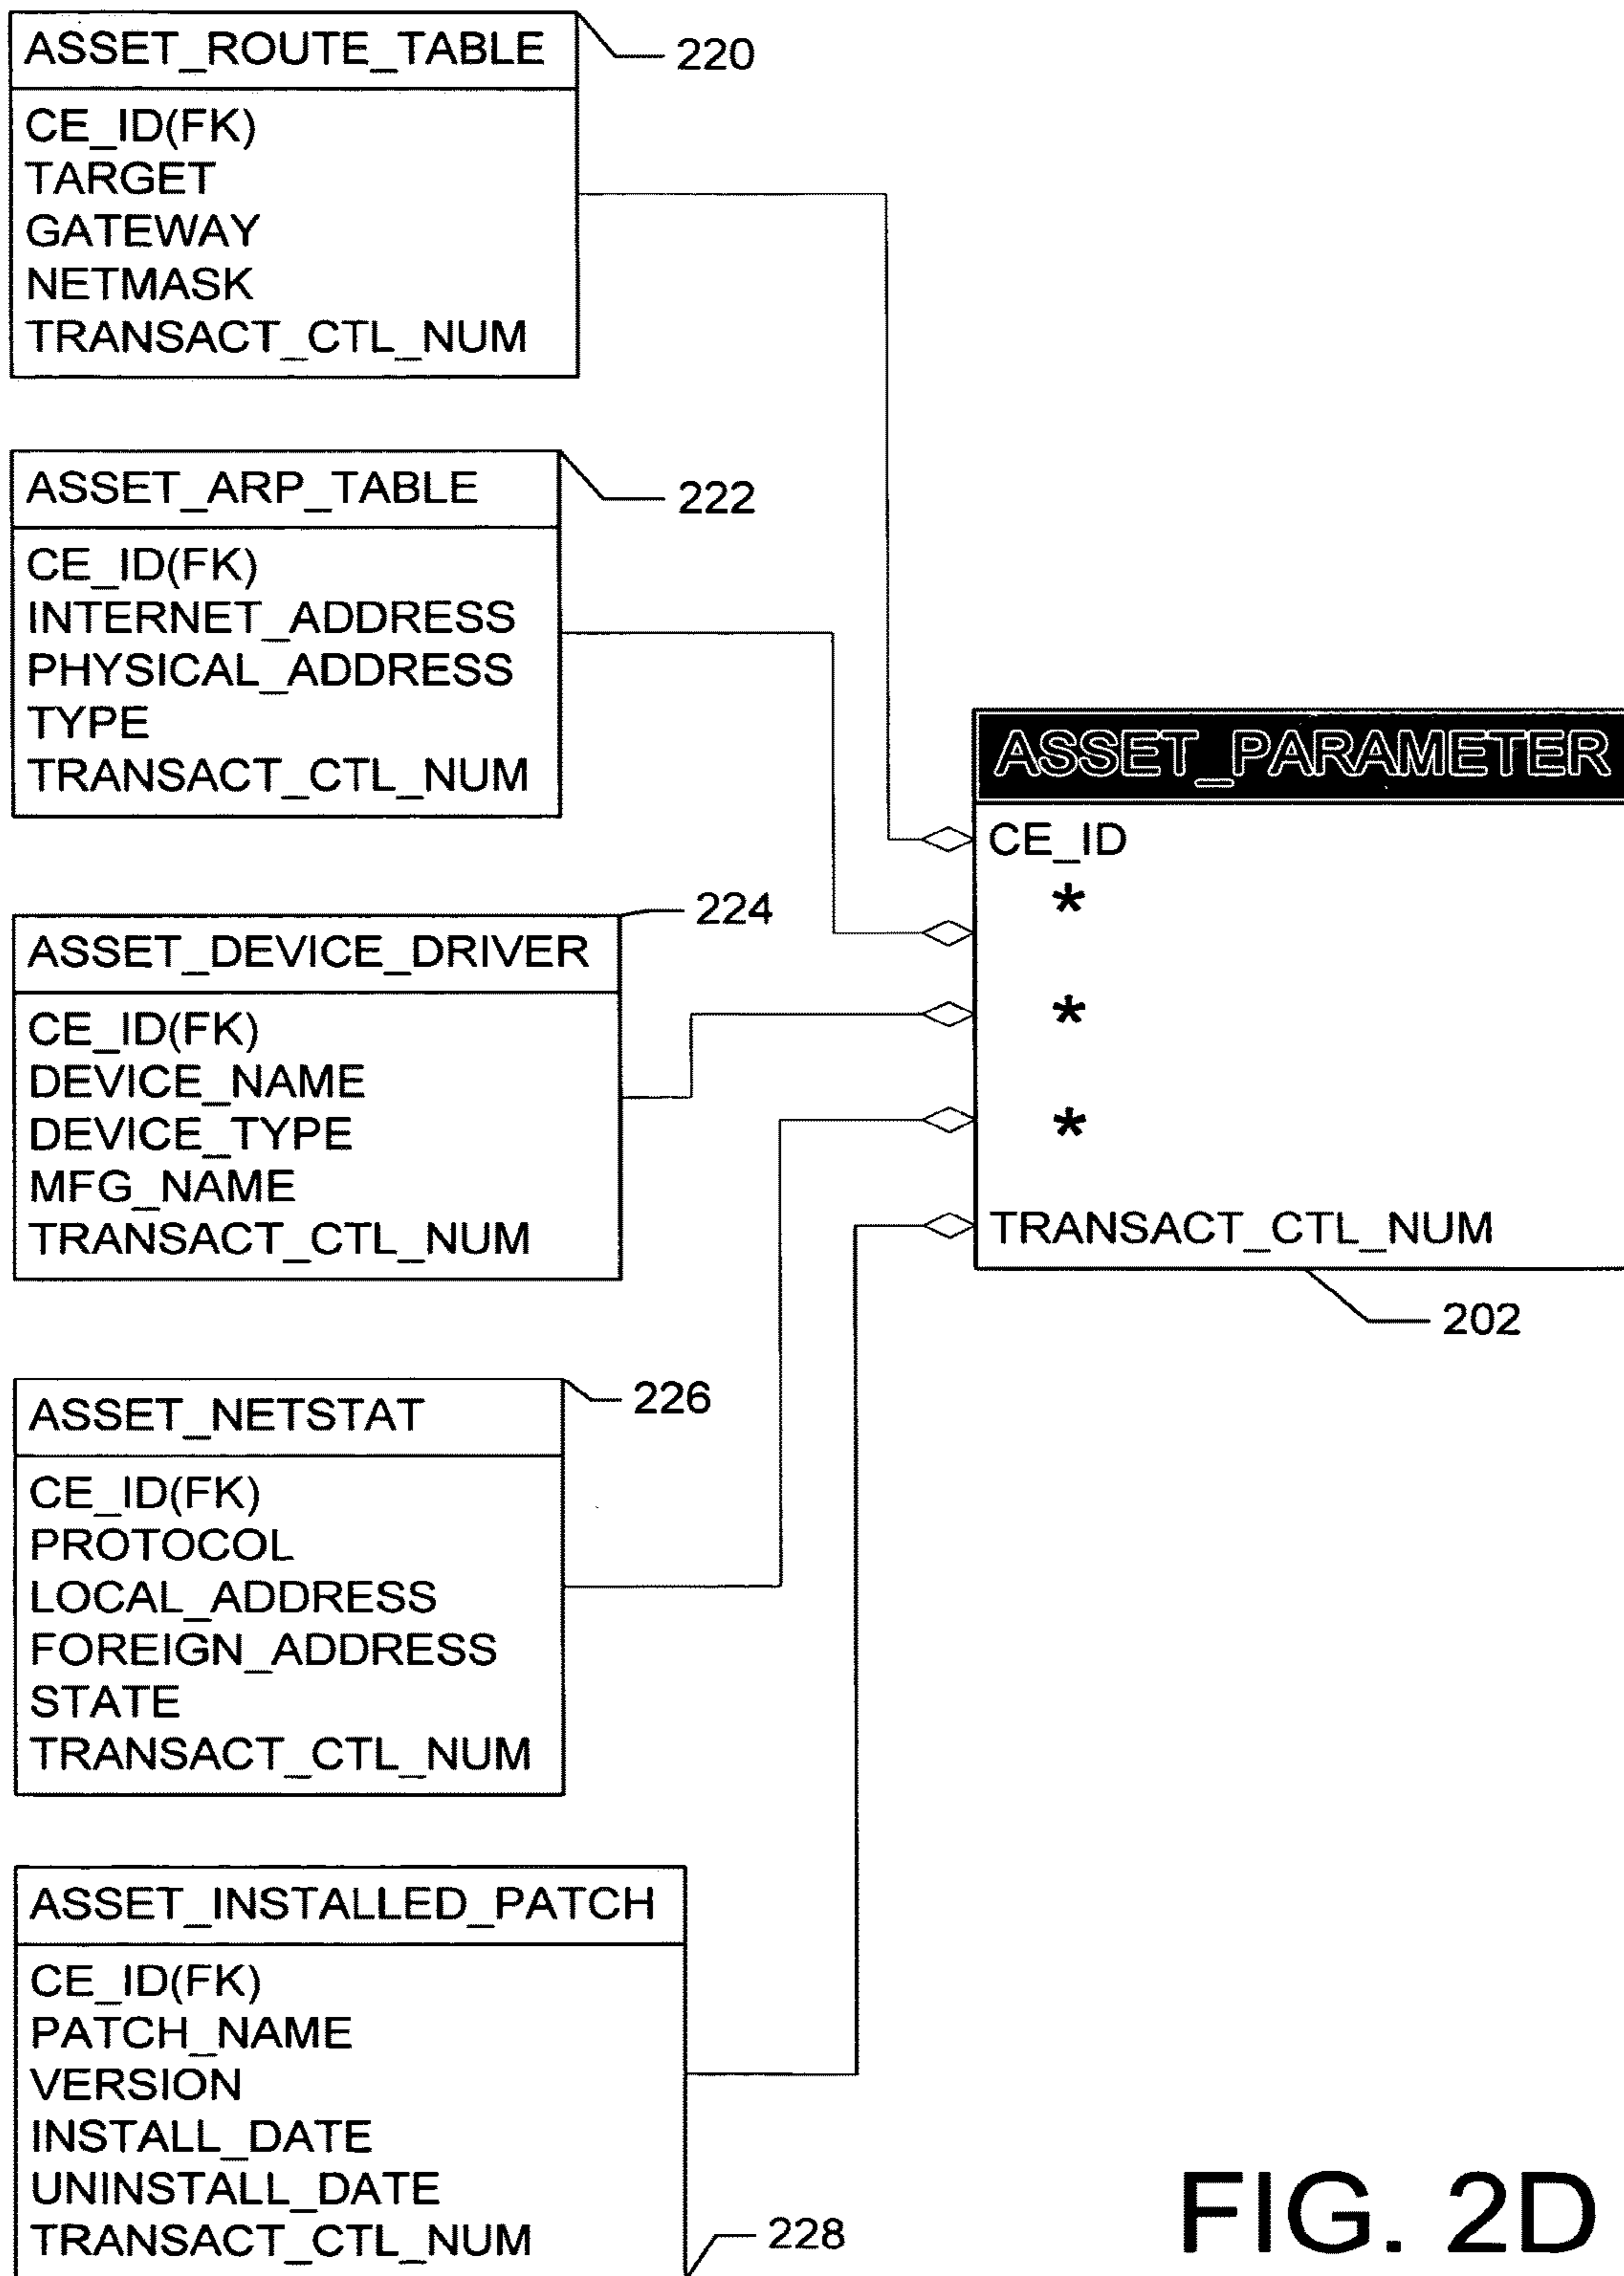 ASSET_ROUTE_TABLE
220
CE_ID(FK)
TARGET
GATEWAY
NETMASK
TRANSACT_CTL_NUM
ASSET_ARP_TABLE
222
CE_ID(FK)
INTERNET_ADDRESS
PHYSICAL_ADDRESS
TYPE
TRANSACT_CTL_NUM
ASSET_DEVICE_DRIVER
224
CE_ID(FK)
DEVICE_NAME
DEVICE_TYPE
MFG_NAME
TRANSACT_CTL_NUM
ASSET_NETSTAT
226
CE_ID(FK)
PROTOCOL
LOCAL_ADDRESS
FOREIGN_ADDRESS
STATE
TRANSACT_CTL_NUM
ASSET_INSTALLED_PATCH
CE_ID(FK)
PATCH_NAME
VERSION
INSTALL_DATE
UNINSTALL_DATE
TRANSACT_CTL_NUM
228
ASSET_PARAMETER
CE_ID
*
*
*
TRANSACT_CTL_NUM
202
FIG. 2D